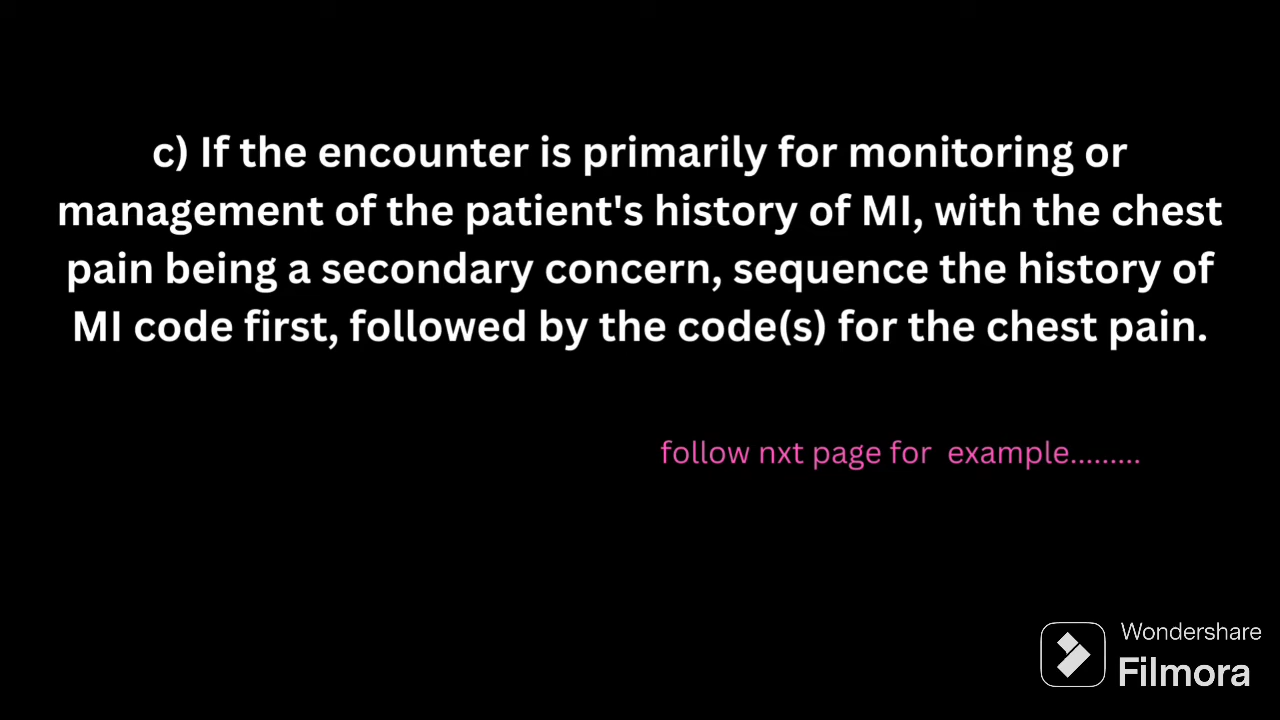 c) If the encounter is primarily for monitoring or
management of the patient's history of MI, with the chest
pain being a secondary concern, sequence the history of
MI code first, followed by the code(s) for the chest pain.
follow nxt page for example.........
Wondershare
Filmora